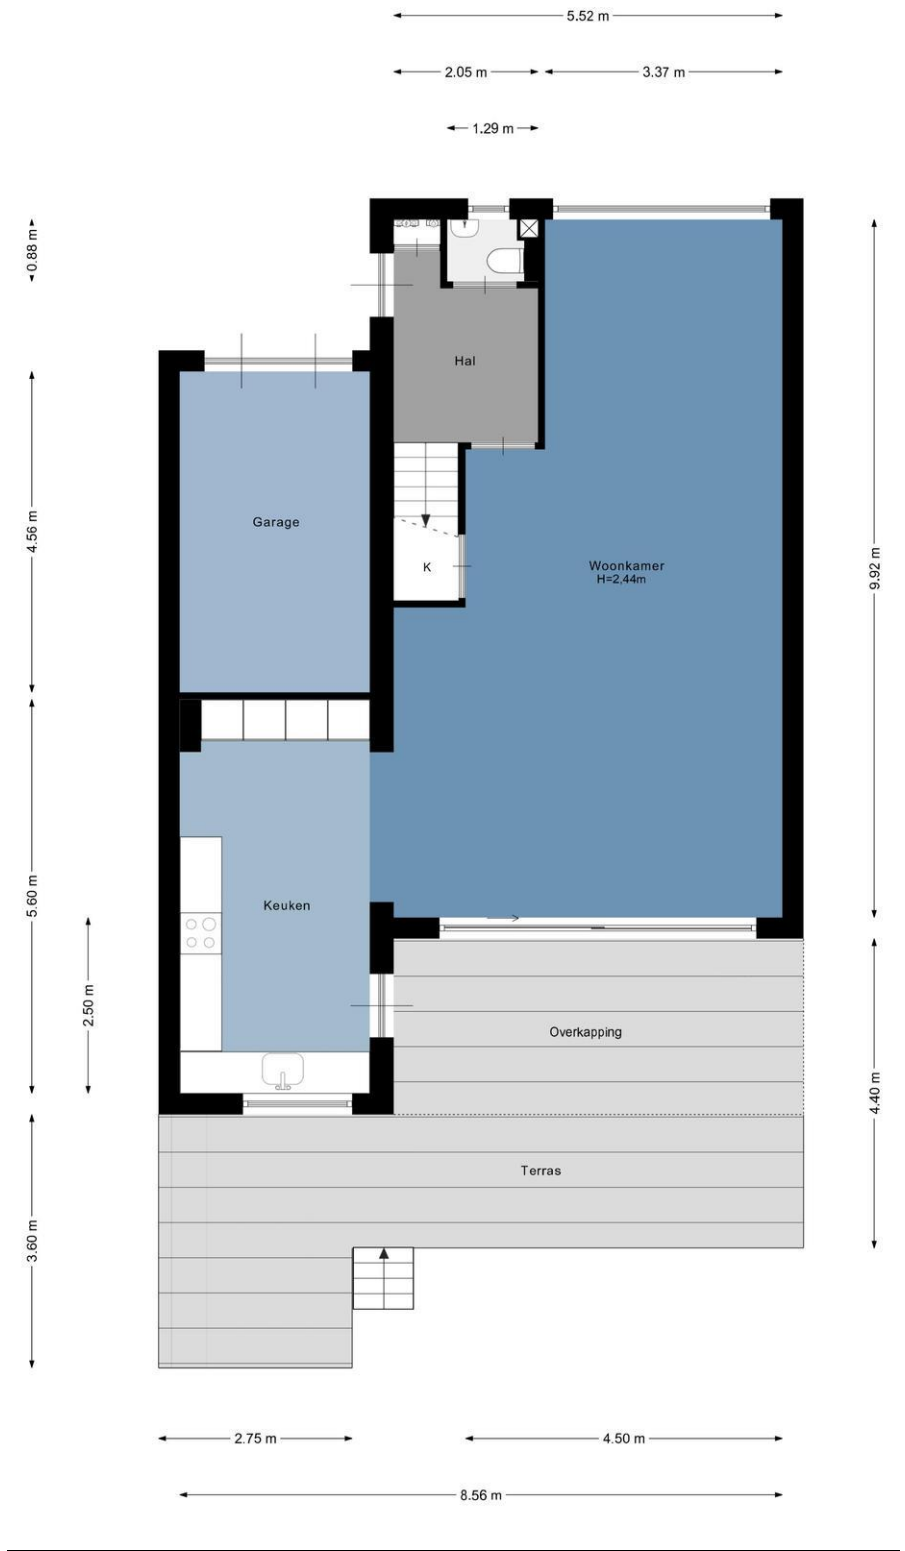 5.52 m
2.05 m
3.37 m
1.29 m
0.88 m
Hal
4.56 m
Garage
9.92 m
K
Woonkamer
H=2,44m
5.60 m
Keuken
2.50 m
Overkapping
4.40 m
Terras
3.60 m
2.75 m
4.50 m
8.56 m